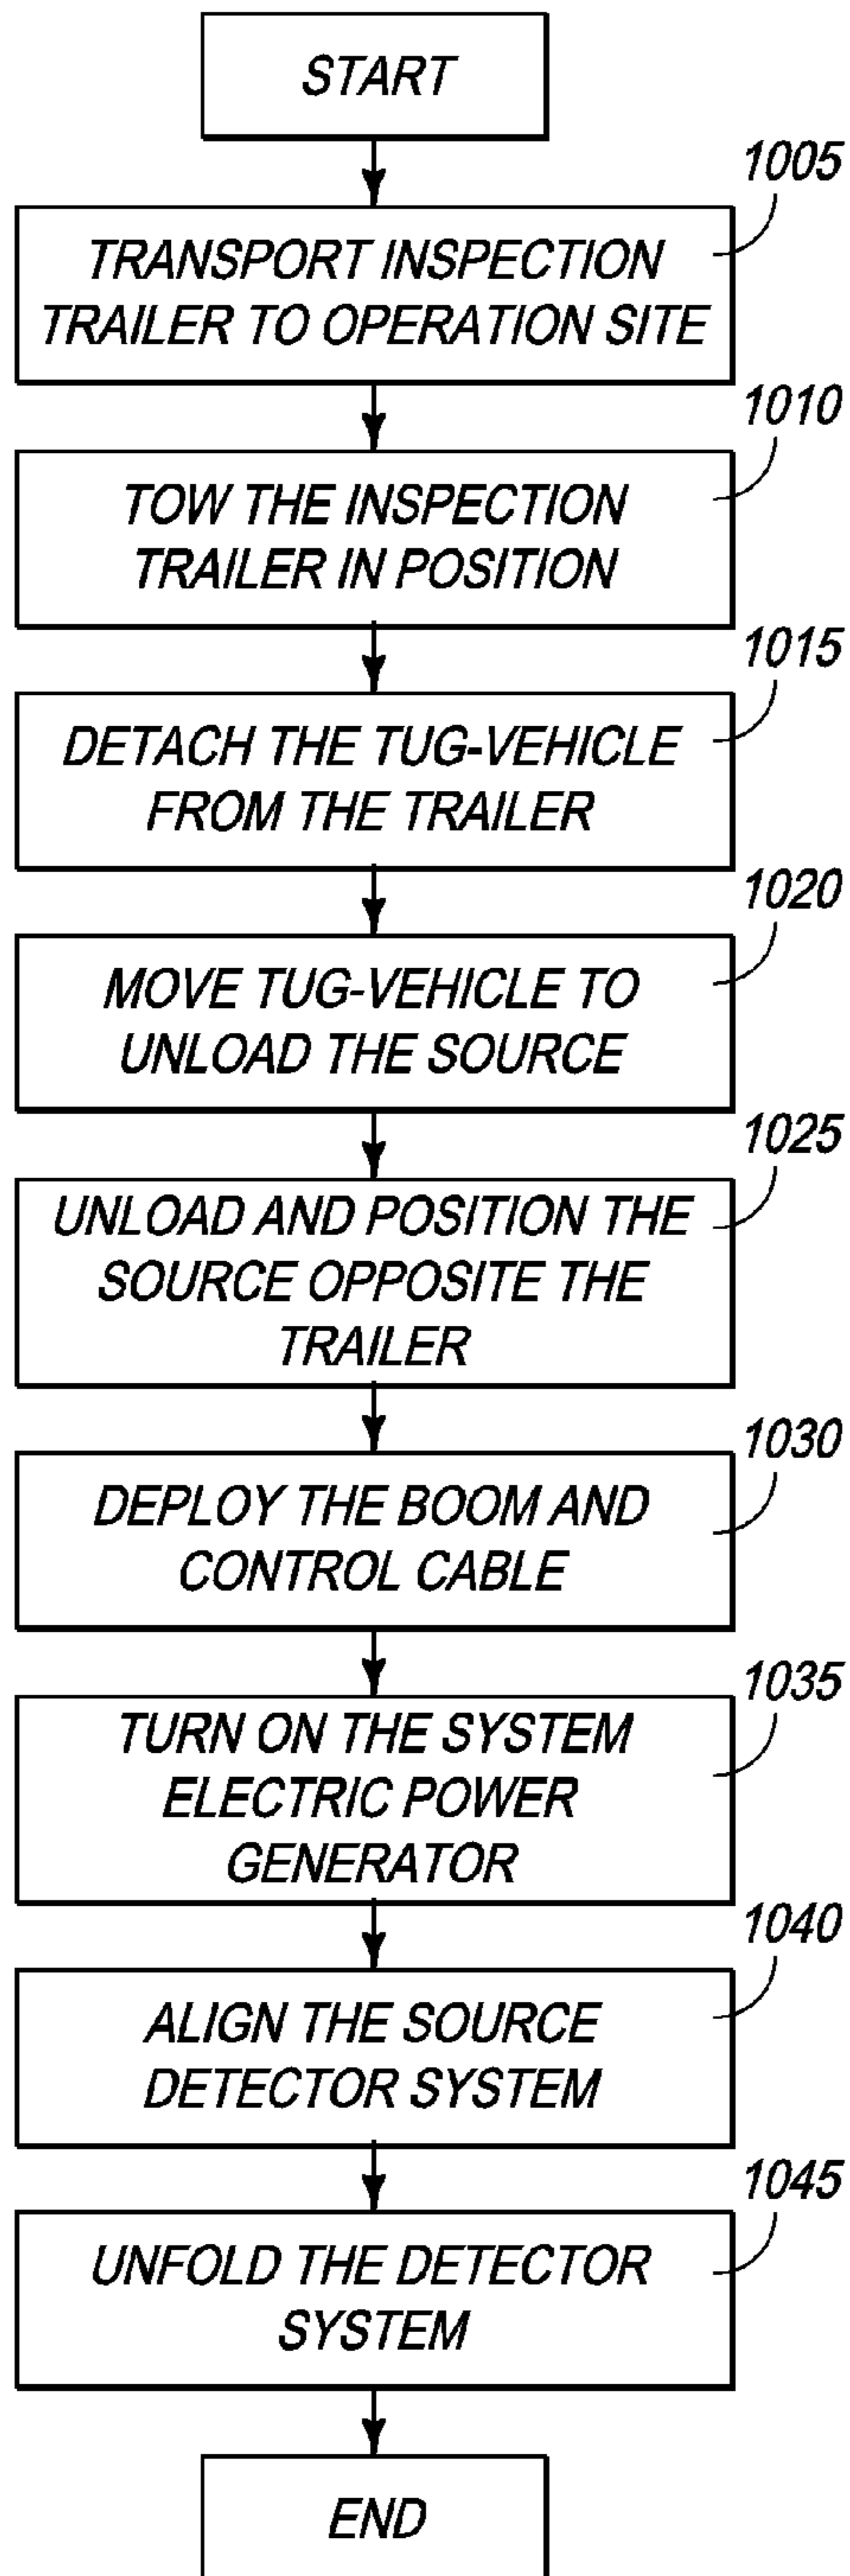 START
1005
TRANSPORT INSPECTION
TRAILER TO OPERATION SITE
1010
TOW THE INSPECTION
TRAILER IN POSITION
1015
DETACH THE TUG-VEHICLE
FROM THE TRAILER
1020
MOVE TUG-VEHICLE TO
UNLOAD THE SOURCE
1025
UNLOAD AND POSITION THE
SOURCE OPPOSITE THE
TRAILER
1030
DEPLOY THE BOOM AND
CONTROL CABLE
1035
TURN ON THE SYSTEM
ELECTRIC POWER
GENERATOR
1040
ALIGN THE SOURCE
DETECTOR SYSTEM
1045
UNFOLD THE DETECTOR
SYSTEM
END